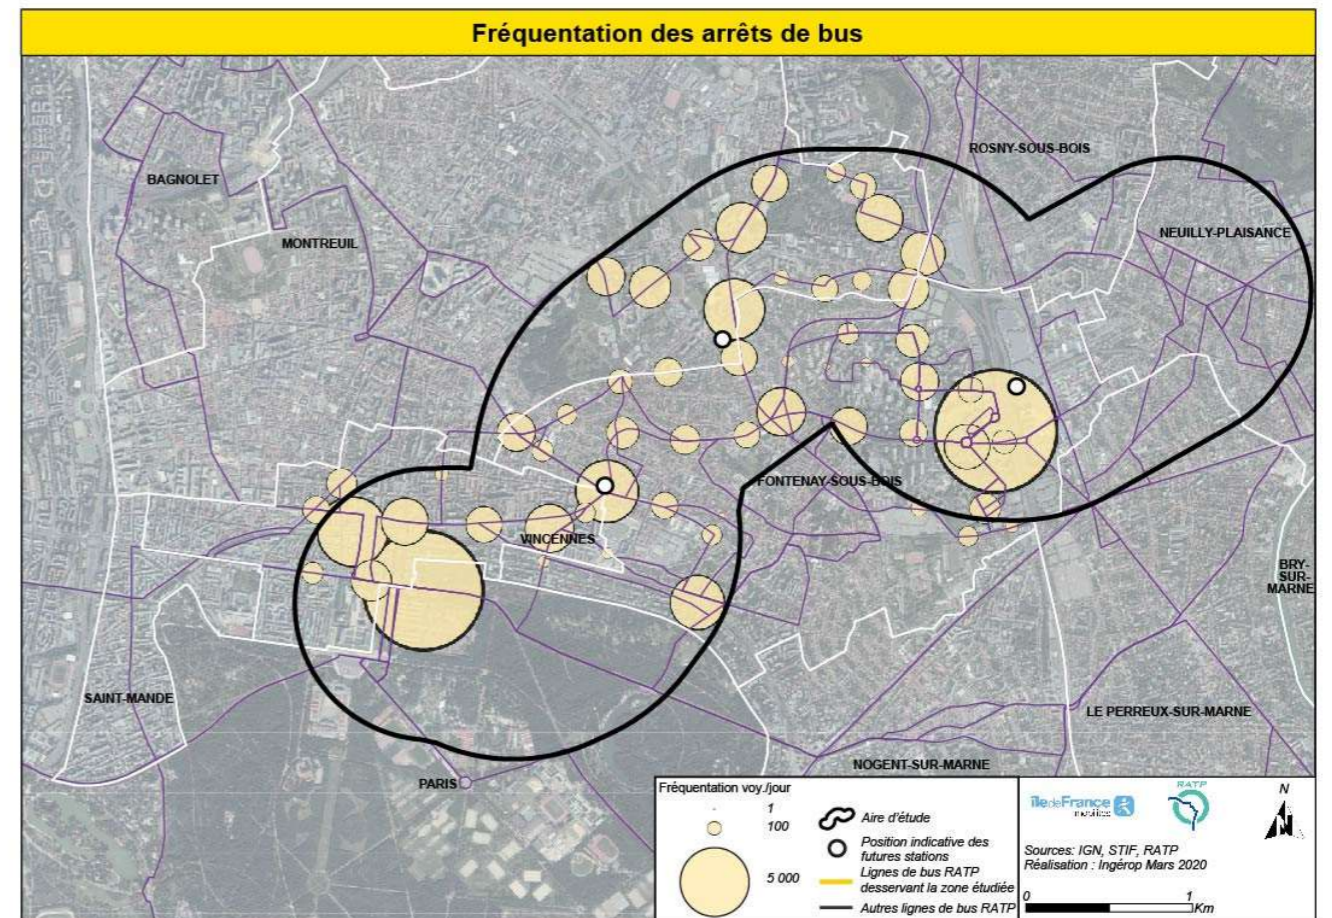 Fréquentation des arrêts de bus
ROSNY-SOUS-BOIS
BAGNOLET
NEUILLY-PLAISANCE
MONTREUIL
FONTENAY-SOUS-BOIS
VINCENNES
BRY-
SUR-
MARNE
SAINT-MANDE
LE PERREUX-SUR-MARNE
NOGENT-SUR-MARNE
PARIS
Fréquentation voy./jour
1
100
5 000
Aire d'étude
Position indicative des
futures stations
Lignes de bus RATP
desservant la zone étudiée
Autres lignes de bus RATP
îledeFrance
mobilités
RATP
N
Sources: IGN, STIF, RATP
Réalisation : Ingérop Mars 2020
0 1
Km